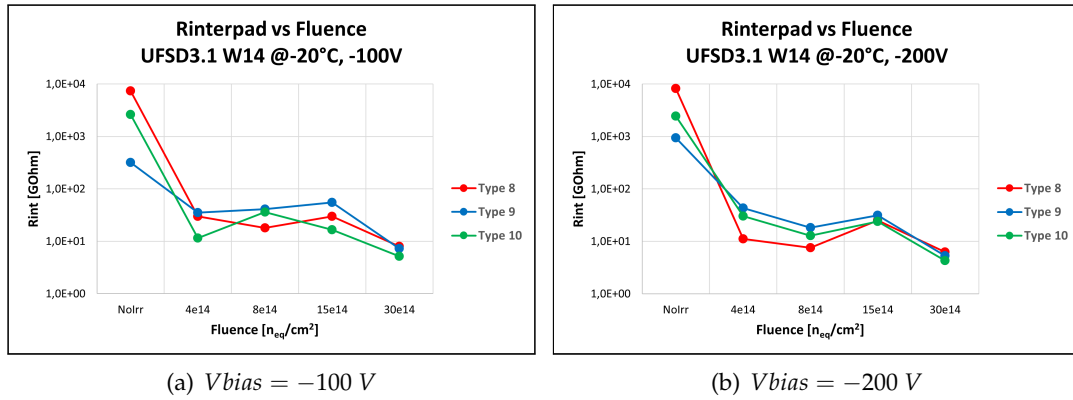 Rinterpad vs Fluence
UFSD3.1 W14 @-20°C, -100V
Rint [GOhm]
1,0E+04
1,0E+03
1,0E+02
1,0E+01
1,0E+00
NoIrr 4e14 8e14 15e14 30e14
Fluence [n_eq/cm²]
Type 8
Type 9
Type 10
(a) Vbias = −100 V
Rinterpad vs Fluence
UFSD3.1 W14 @-20°C, -200V
Rint [GOhm]
1,0E+04
1,0E+03
1,0E+02
1,0E+01
1,0E+00
NoIrr 4e14 8e14 15e14 30e14
Fluence [n_eq/cm²]
Type 8
Type 9
Type 10
(b) Vbias = −200 V